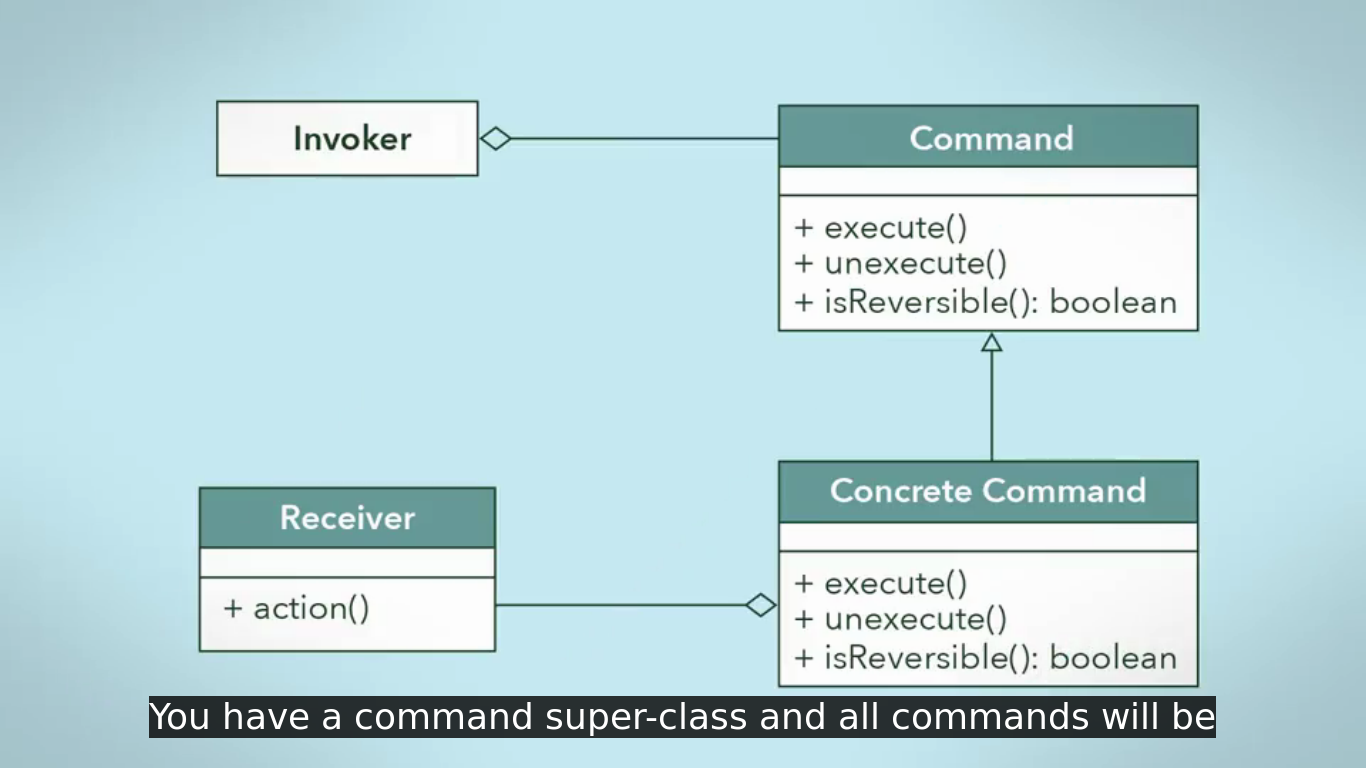 Invoker
Command
+ execute()
+ unexecute()
+ isReversible(): boolean
Receiver
+ action()
Concrete Command
+ execute()
+ unexecute()
+ isReversible(): boolean
You have a command super-class and all commands will be